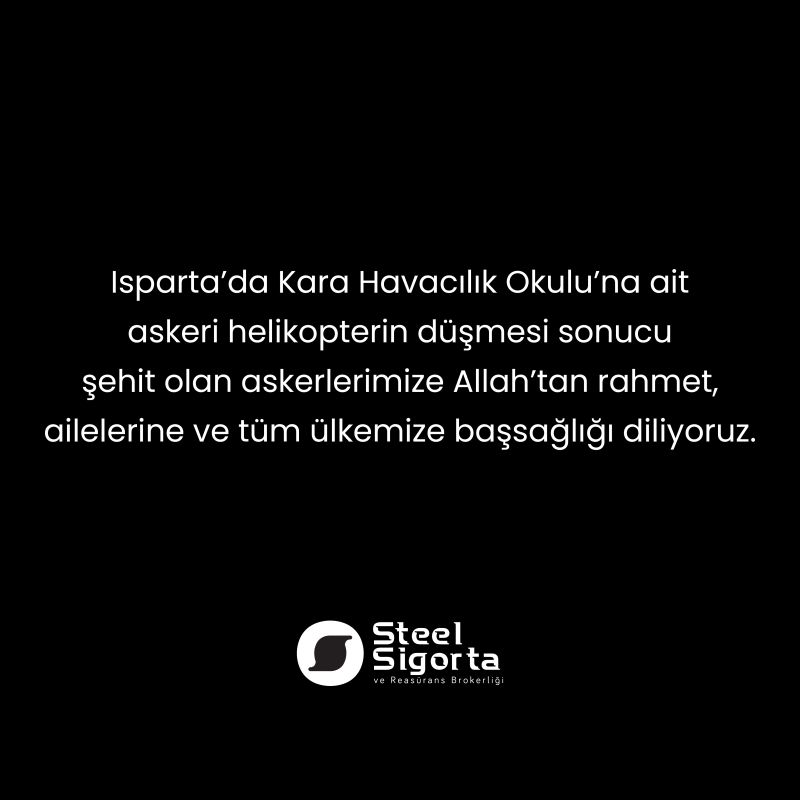 Isparta’da Kara Havacılık Okulu’na ait
askeri helikopterin düşmesi sonucu
şehit olan askerlerimize Allah’tan rahmet,
ailelerine ve tüm ülkemize başsağlığı diliyoruz.
Steel
Sigorta
ve Reasürans Brokerliği